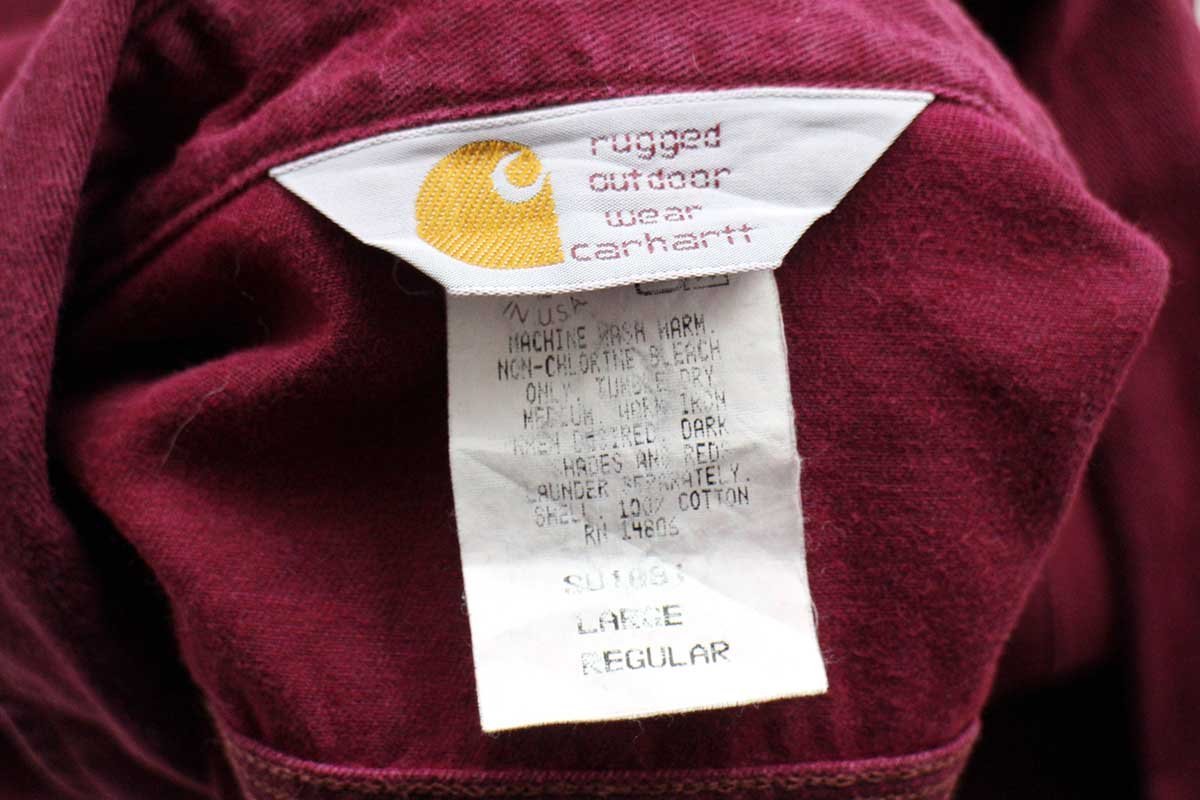 rugged
outdoor
wear
carhartt
IN USA
MACHINE WASH WARM.
NON-CHLORINE BLEACH
ONLY. TUMBLE DRY
MEDIUM. WARM IRON
WHEN DESIRED. DARK
SHADES AND REDS
LAUNDER SEPARATELY.
SHELL: 100% COTTON
RN 14806
LARGE
REGULAR